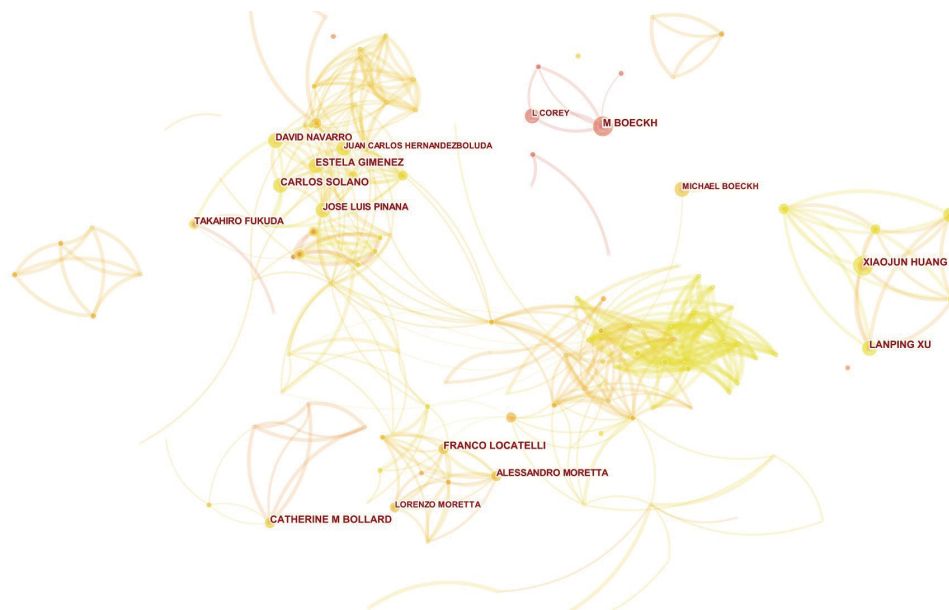 L COREY
M BOECKH
DAVID NAVARRO
JUAN CARLOS HERNANDEZBOLUDA
ESTELA GIMENEZ
CARLOS SOLANO
MICHAEL BOECKH
JOSE LUIS PINANA
TAKAHIRO FUKUDA
XIAOJUN HUANG
LANPING XU
FRANCO LOCATELLI
ALESSANDRO MORETTA
LORENZO MORETTA
CATHERINE M BOLLARD